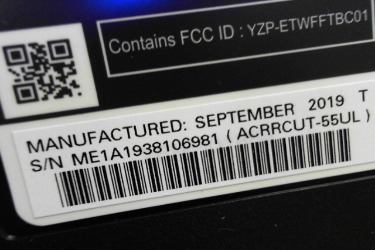 Contains FCC ID : YZP-ETWFFTBC01
MANUFACTURED: SEPTEMBER 2019 T
S/N ME1A1938106981 ( ACRRCUT-55UL )